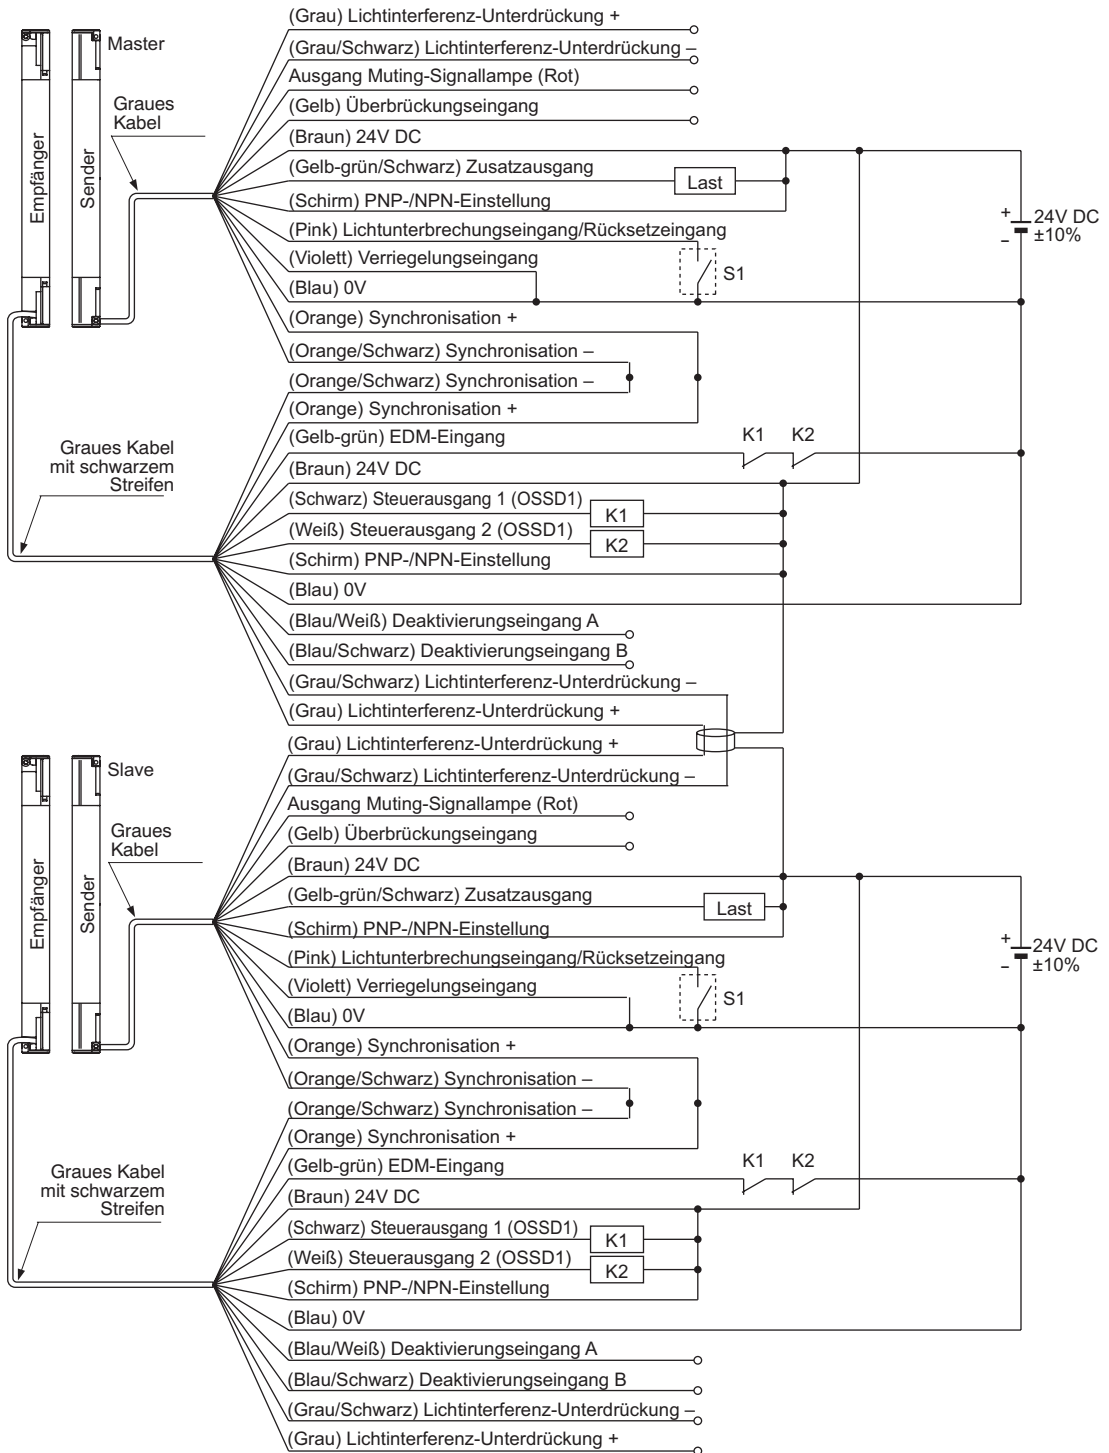 (Grau) Lichtinterferenz-Unterdrückung +
Master
(Grau/Schwarz) Lichtinterferenz-Unterdrückung –
Ausgang Muting-Signallampe (Rot)
Graues
Kabel
(Gelb) Überbrückungseingang
(Braun) 24V DC
(Gelb-grün/Schwarz) Zusatzausgang
Last
Empfänger
Sender
(Schirm) PNP-/NPN-Einstellung
+
24V DC
±10%
–
(Pink) Lichtunterbrechungseingang/Rücksetzeingang
(Violett) Verriegelungseingang
S1
(Blau) 0V
(Orange) Synchronisation +
(Orange/Schwarz) Synchronisation –
(Orange/Schwarz) Synchronisation –
(Orange) Synchronisation +
(Gelb-grün) EDM-Eingang
K1 K2
Graues Kabel
mit schwarzem
Streifen
(Braun) 24V DC
(Schwarz) Steuerausgang 1 (OSSD1)
K1
(Weiß) Steuerausgang 2 (OSSD1)
K2
(Schirm) PNP-/NPN-Einstellung
(Blau) 0V
(Blau/Weiß) Deaktivierungseingang A
(Blau/Schwarz) Deaktivierungseingang B
(Grau/Schwarz) Lichtinterferenz-Unterdrückung –
(Grau) Lichtinterferenz-Unterdrückung +
(Grau) Lichtinterferenz-Unterdrückung +
Slave
(Grau/Schwarz) Lichtinterferenz-Unterdrückung –
Ausgang Muting-Signallampe (Rot)
Graues
Kabel
(Gelb) Überbrückungseingang
(Braun) 24V DC
(Gelb-grün/Schwarz) Zusatzausgang
Last
Empfänger
Sender
(Schirm) PNP-/NPN-Einstellung
+
24V DC
±10%
–
(Pink) Lichtunterbrechungseingang/Rücksetzeingang
(Violett) Verriegelungseingang
S1
(Blau) 0V
(Orange) Synchronisation +
(Orange/Schwarz) Synchronisation –
(Orange/Schwarz) Synchronisation –
(Orange) Synchronisation +
(Gelb-grün) EDM-Eingang
K1 K2
Graues Kabel
mit schwarzem
Streifen
(Braun) 24V DC
(Schwarz) Steuerausgang 1 (OSSD1)
K1
(Weiß) Steuerausgang 2 (OSSD1)
K2
(Schirm) PNP-/NPN-Einstellung
(Blau) 0V
(Blau/Weiß) Deaktivierungseingang A
(Blau/Schwarz) Deaktivierungseingang B
(Grau/Schwarz) Lichtinterferenz-Unterdrückung –
(Grau) Lichtinterferenz-Unterdrückung +